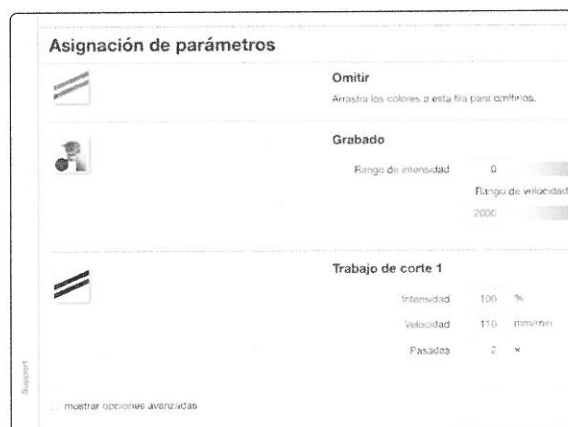 Asignación de parámetros
Omitir
Arrastra los colores a esta fila para omitirlos.
Grabado
Rango de intensidad 0
Rango de velocidad
2000
Trabajo de corte 1
Intensidad 100 %
Velocidad 110 mm/min
Pasadas 2 x
Support
mostrar opciones avanzadas